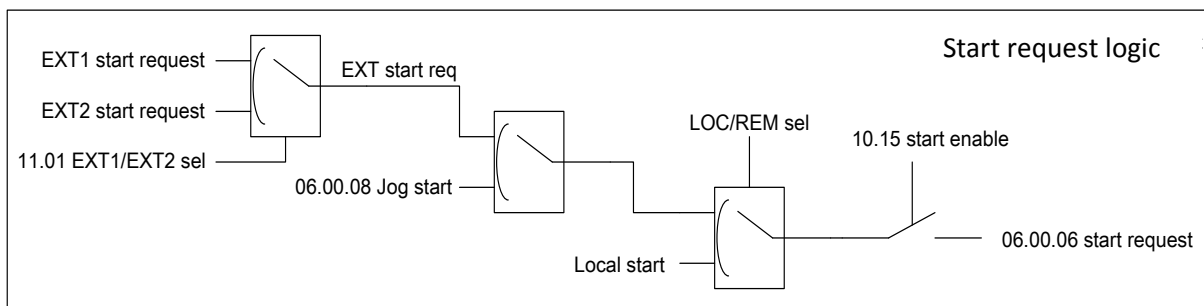 Start request logic
EXT1 start request
EXT start req
EXT2 start request
LOC/REM sel
10.15 start enable
11.01 EXT1/EXT2 sel
06.00.08 Jog start
06.00.06 start request
Local start